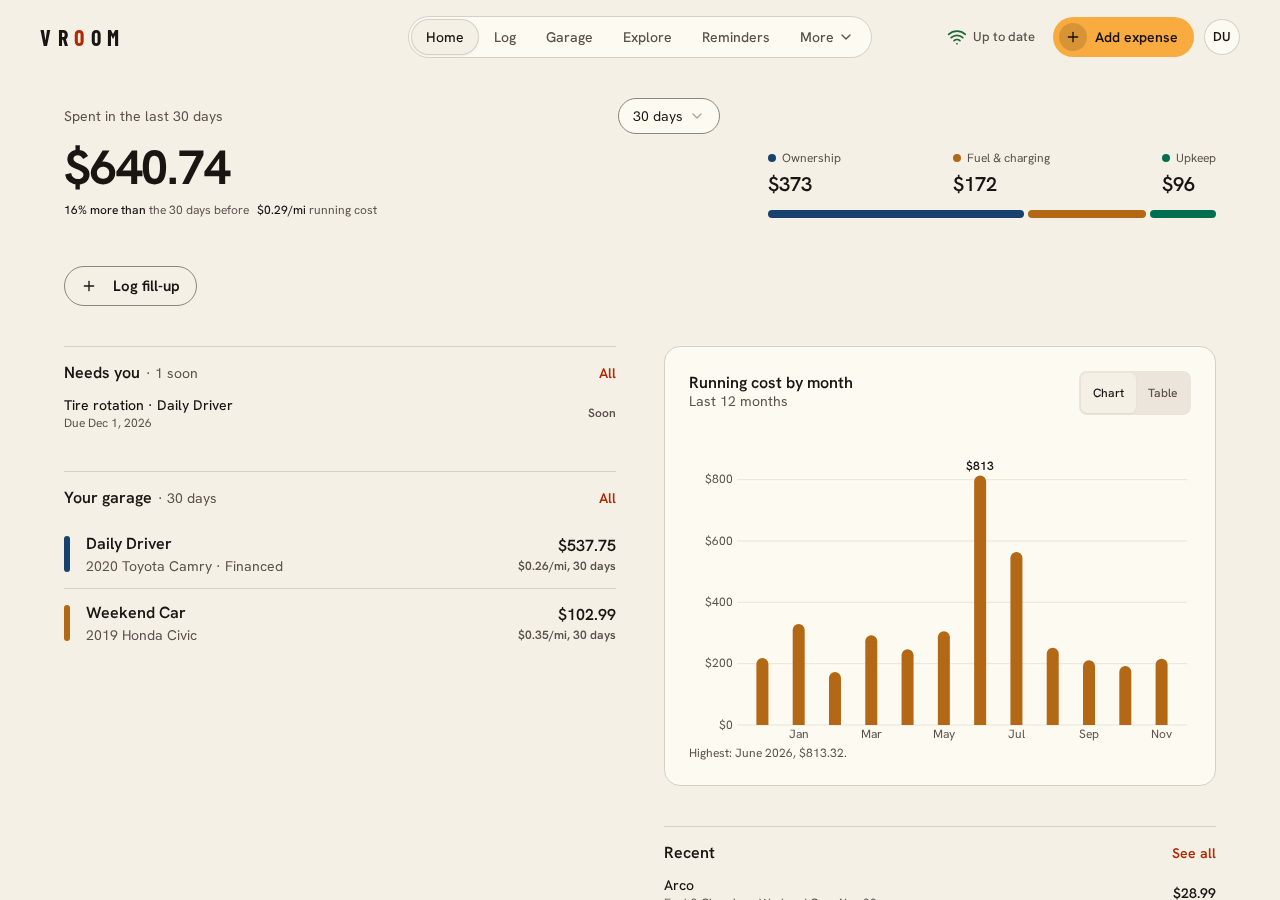 VROOM
Home
Log
Garage
Explore
Reminders
More
Up to date
Add expense
DU
Spent in the last 30 days
30 days
$640.74
16% more than the 30 days before $0.29/mi running cost
Ownership
$373
Fuel & charging
$172
Upkeep
$96
Log fill-up
Needs you · 1 soon
All
Tire rotation · Daily Driver
Due Dec 1, 2026
Soon
Your garage · 30 days
All
Daily Driver
2020 Toyota Camry · Financed
$537.75
$0.26/mi, 30 days
Weekend Car
2019 Honda Civic
$102.99
$0.35/mi, 30 days
Running cost by month
Last 12 months
Chart
Table
$813
$800
$600
$400
$200
$0
Jan
Mar
May
Jul
Sep
Nov
Highest: June 2026, $813.32.
Recent
See all
Arco
$28.99